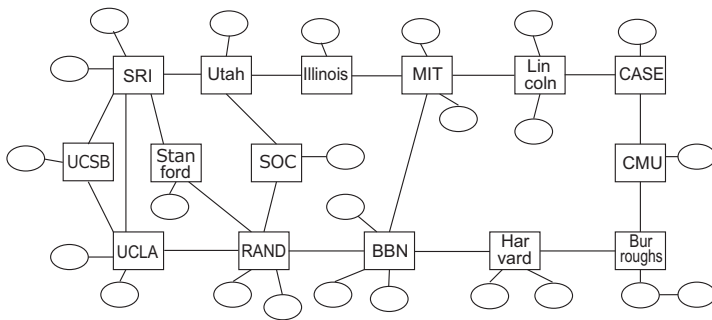 SRI
Utah
Illinois
MIT
Lin
coln
CASE
UCSB
Stan
ford
SOC
CMU
UCLA
RAND
BBN
Har
vard
Bur
roughs